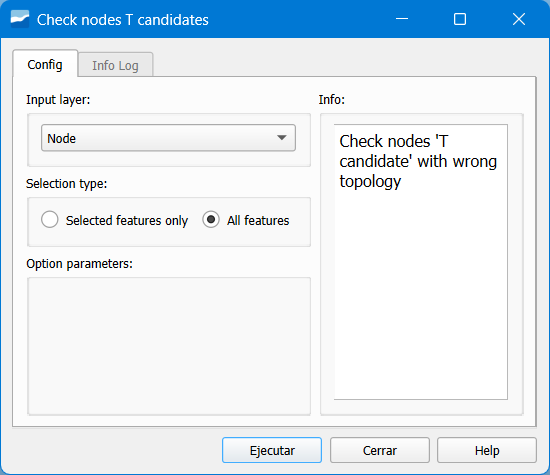 Check nodes T candidates
Config
Info Log
Input layer:
Node
Selection type:
Selected features only
All features
Option parameters:
Info:
Check nodes 'T
candidate' with wrong
topology
Ejecutar
Cerrar
Help